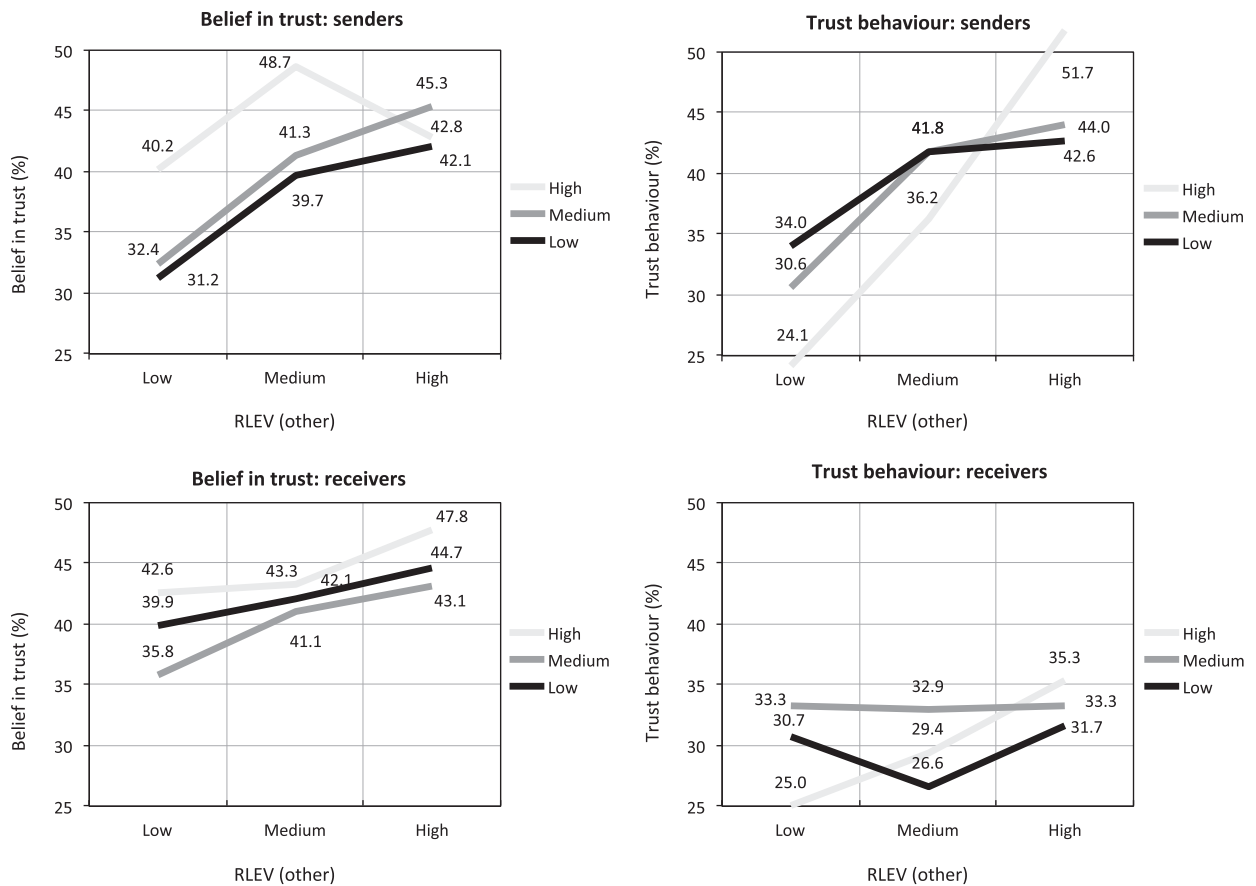 Belief in trust: senders
50
45
40
35
30
25
Belief in trust (%)
40.2
48.7
42.8
32.4
41.3
45.3
31.2
39.7
42.1
Low
Medium
High
RLEV (other)
High
Medium
Low
Trust behaviour: senders
50
45
40
35
30
25
Trust behaviour (%)
24.1
36.2
51.7
30.6
41.8
44.0
34.0
42.6
Low
Medium
High
RLEV (other)
High
Medium
Low
Belief in trust: receivers
50
45
40
35
30
25
Belief in trust (%)
42.6
43.3
47.8
39.9
42.1
44.7
35.8
41.1
43.1
Low
Medium
High
RLEV (other)
High
Medium
Low
Trust behaviour: receivers
50
45
40
35
30
25
Trust behaviour (%)
33.3
32.9
33.3
30.7
26.6
31.7
25.0
29.4
35.3
Low
Medium
High
RLEV (other)
High
Medium
Low